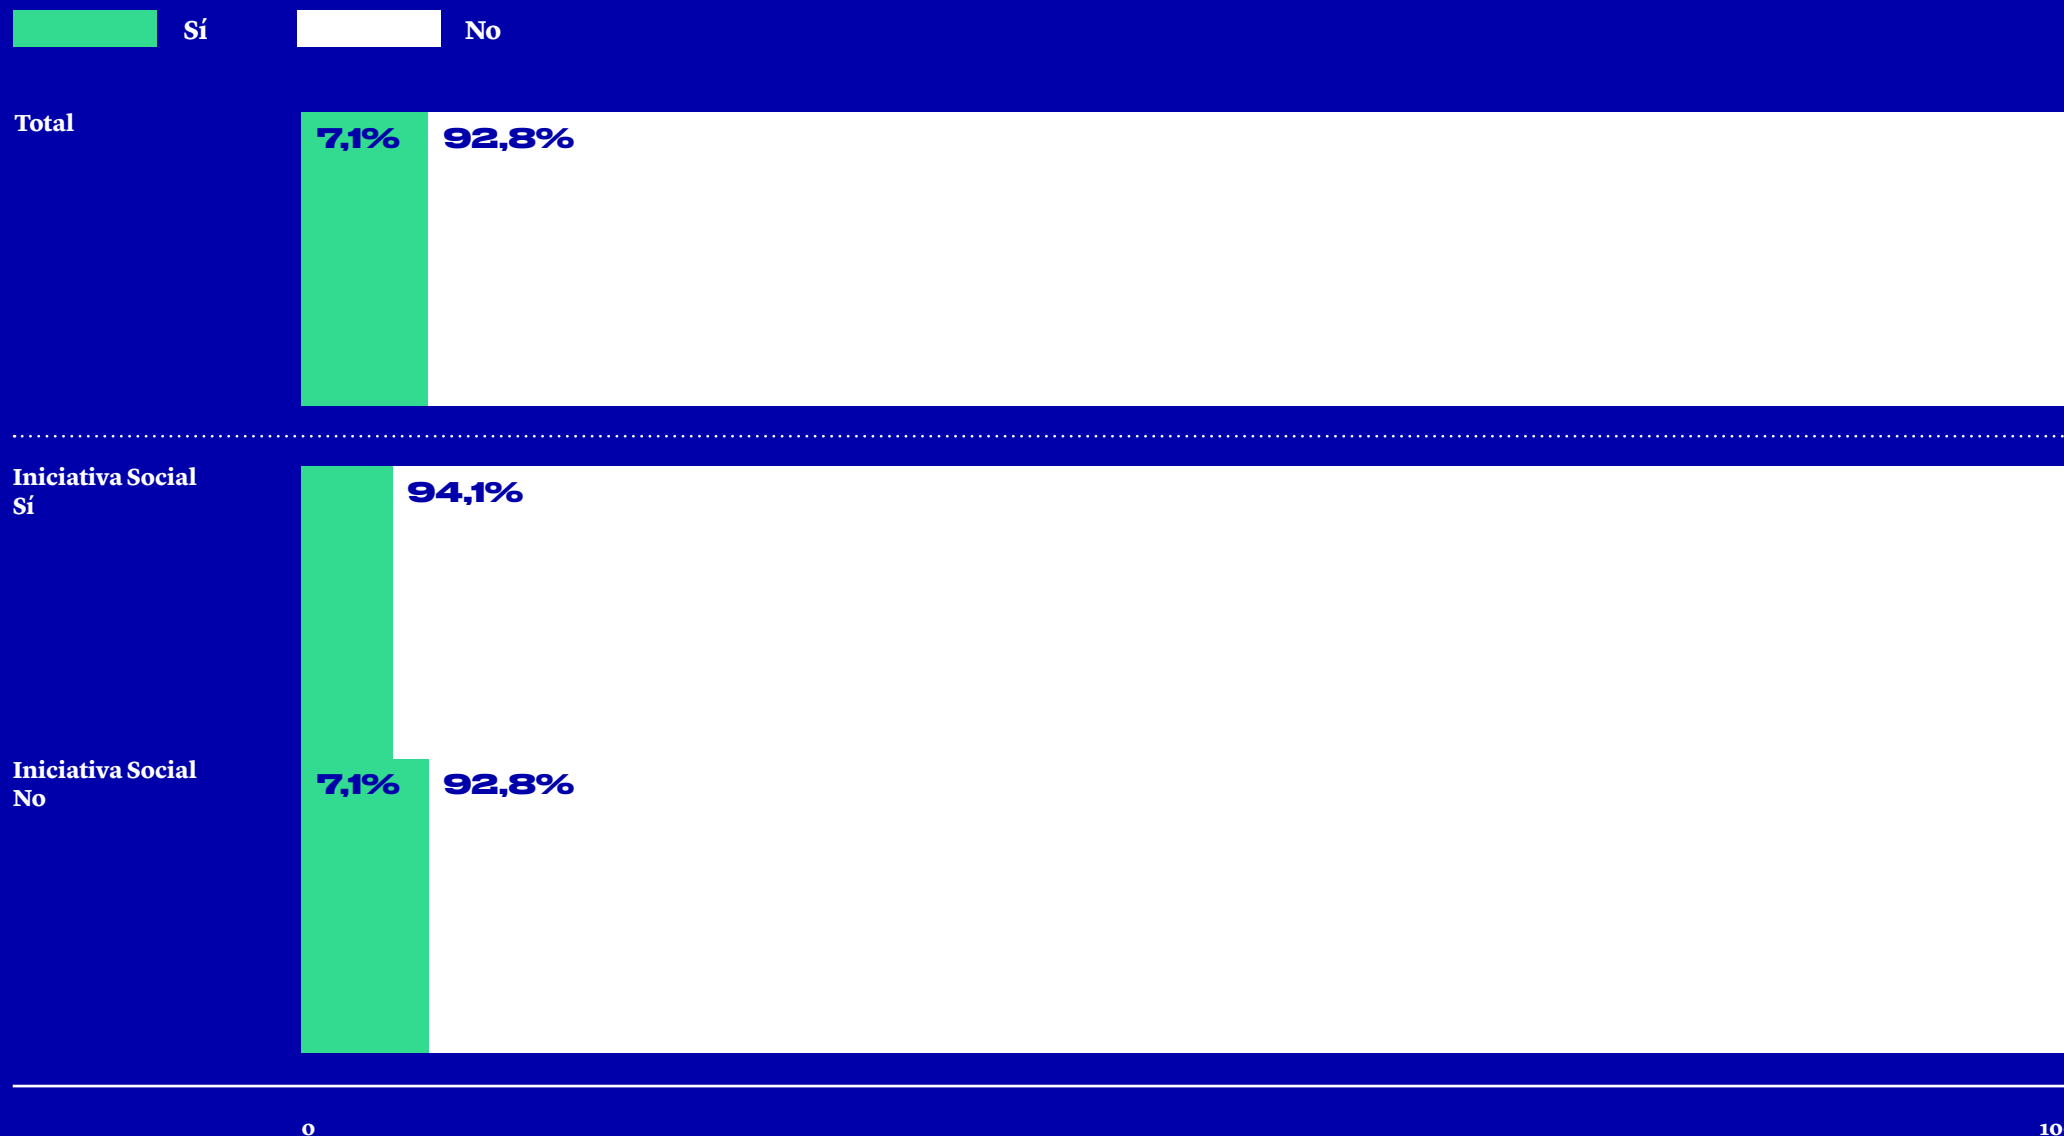 Sí No
Total
7,1% 92,8%
Iniciativa Social
Sí
94,1%
Iniciativa Social
No
7,1% 92,8%
0 10